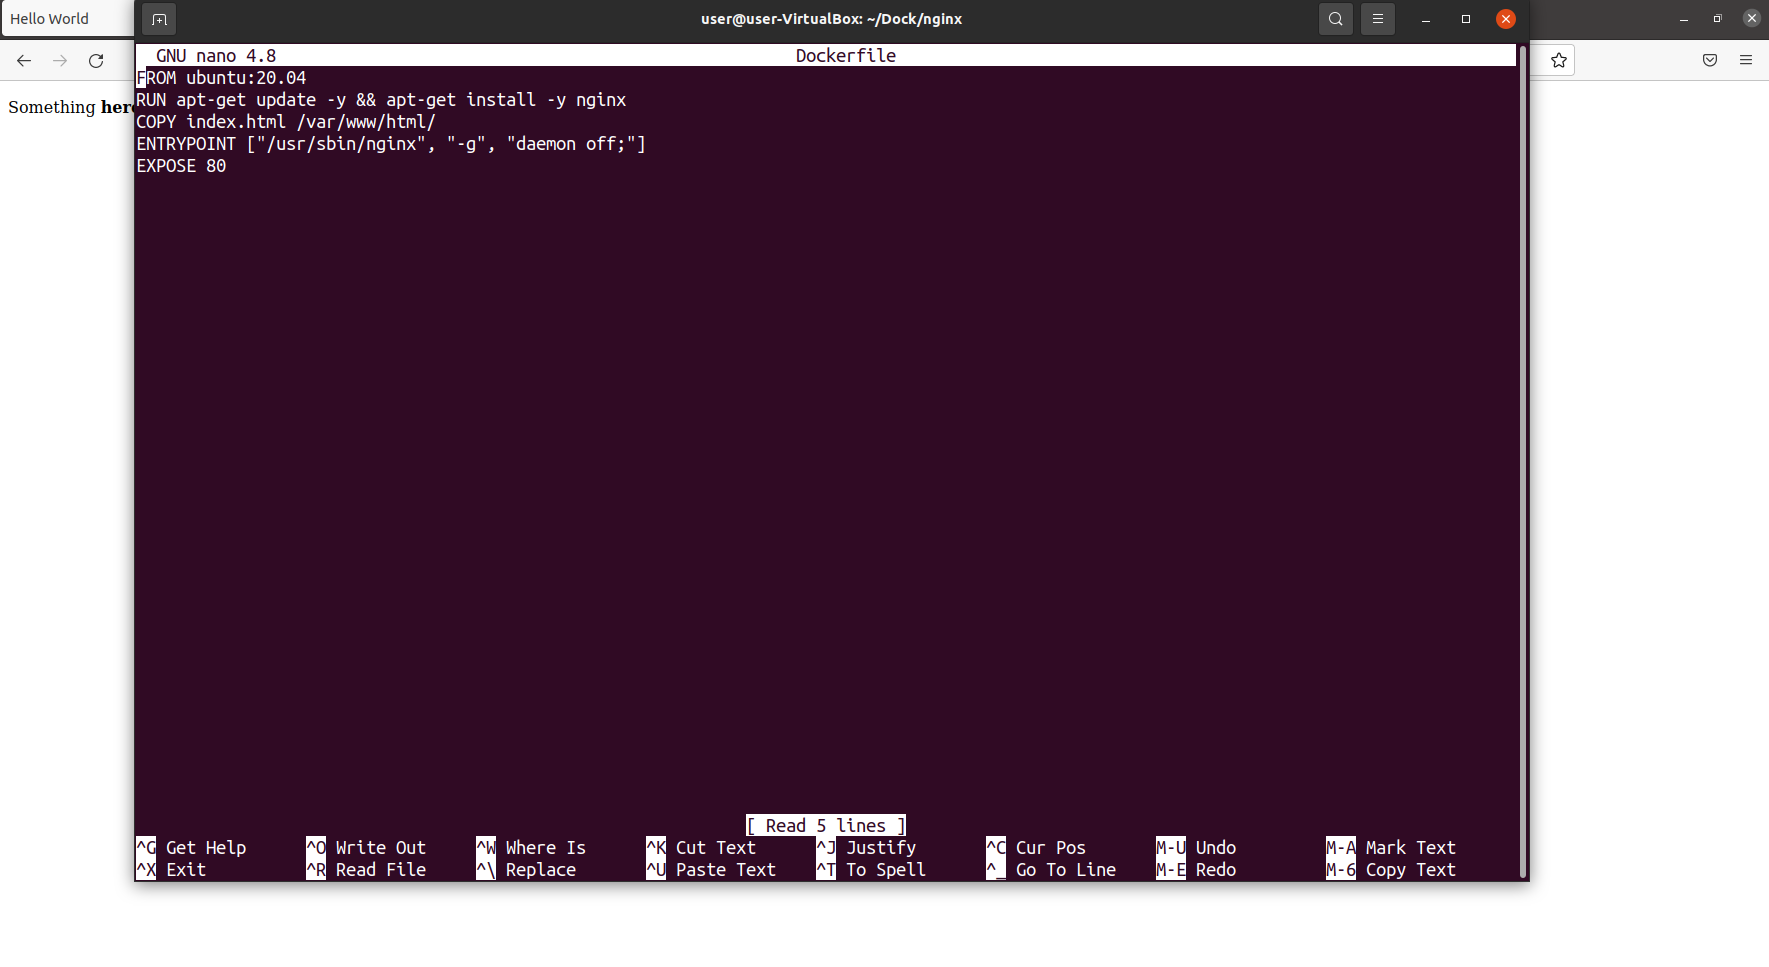 Hello World
user@user-VirtualBox: ~/Dock/nginx
GNU nano 4.8 Dockerfile
FROM ubuntu:20.04
RUN apt-get update -y && apt-get install -y nginx
COPY index.html /var/www/html/
ENTRYPOINT ["/usr/sbin/nginx", "-g", "daemon off;"]
EXPOSE 80
Something here
[ Read 5 lines ]
^G Get Help ^O Write Out ^W Where Is ^K Cut Text ^J Justify ^C Cur Pos M-U Undo M-A Mark Text
^X Exit ^R Read File ^\ Replace ^U Paste Text ^T To Spell ^_ Go To Line M-E Redo M-6 Copy Text